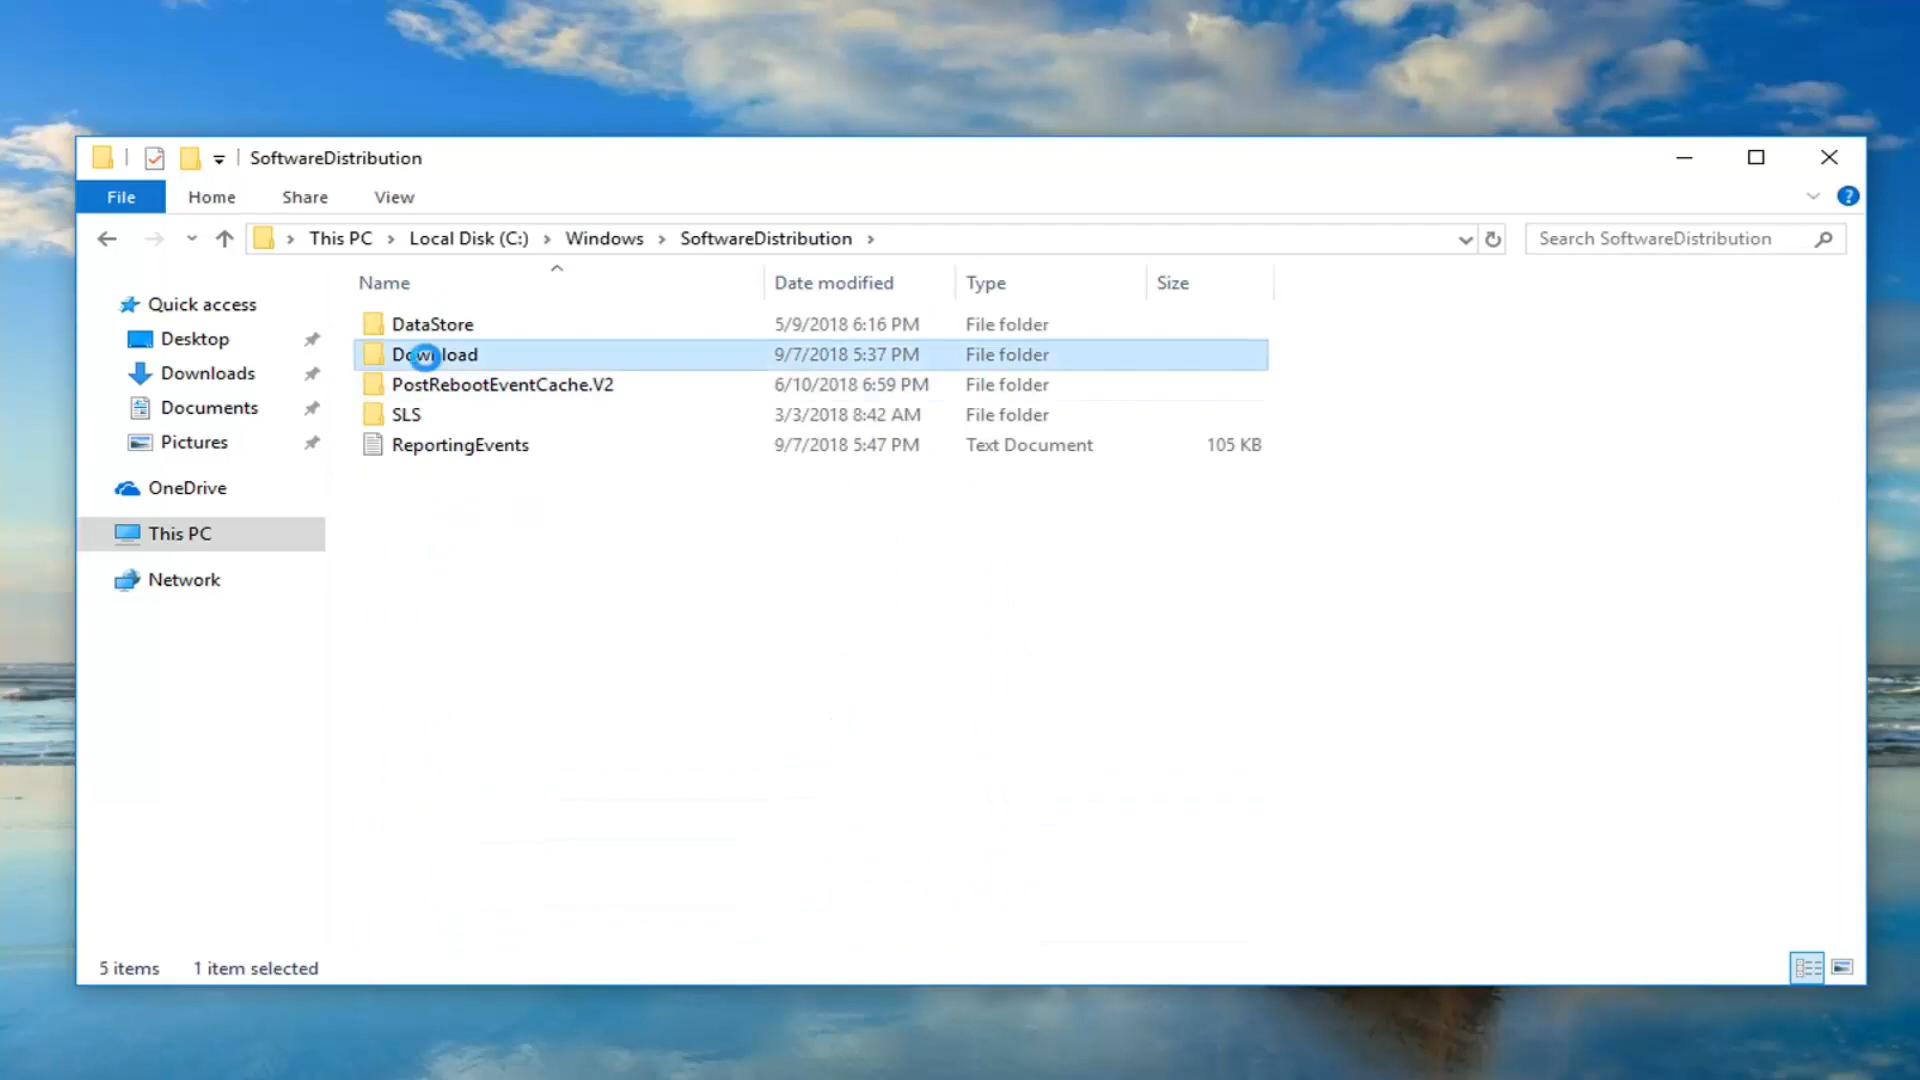 SoftwareDistribution
File Home Share View
This PC Local Disk (C:) Windows SoftwareDistribution
Search SoftwareDistribution
Name Date modified Type Size
Quick access
Desktop
Downloads
Documents
Pictures
OneDrive
This PC
Network
DataStore 5/9/2018 6:16 PM File folder
Download 9/7/2018 5:37 PM File folder
PostRebootEventCache.V2 6/10/2018 6:59 PM File folder
SLS 3/3/2018 8:42 AM File folder
ReportingEvents 9/7/2018 5:47 PM Text Document 105 KB
5 items 1 item selected